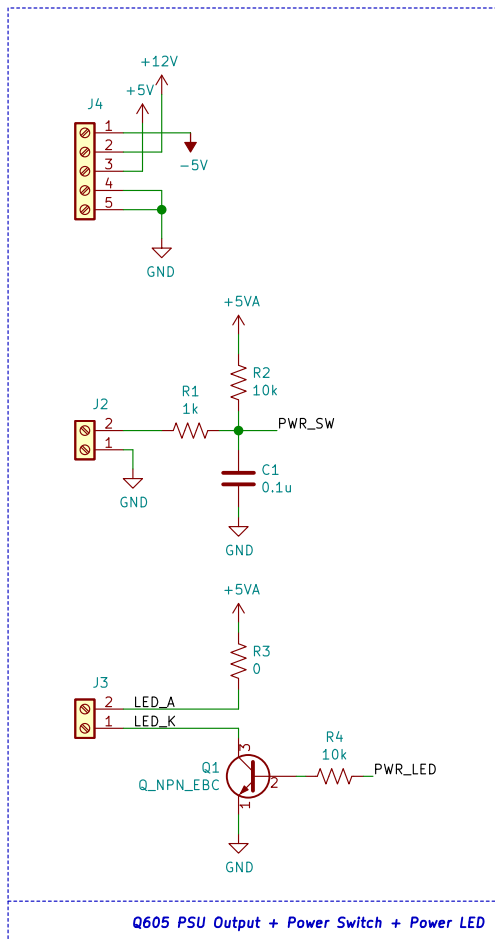 +12V
+5V
J4
1
2
3
4
5
-5V
GND
+5VA
R2
10k
R1
1k
J2
2
1
PWR_SW
GND
C1
0.1u
GND
+5VA
R3
0
J3
2
1
LED_A
LED_K
R4
10k
Q1
Q_NPN_EBC
3
2
1
PWR_LED
GND
Q605 PSU Output + Power Switch + Power LED